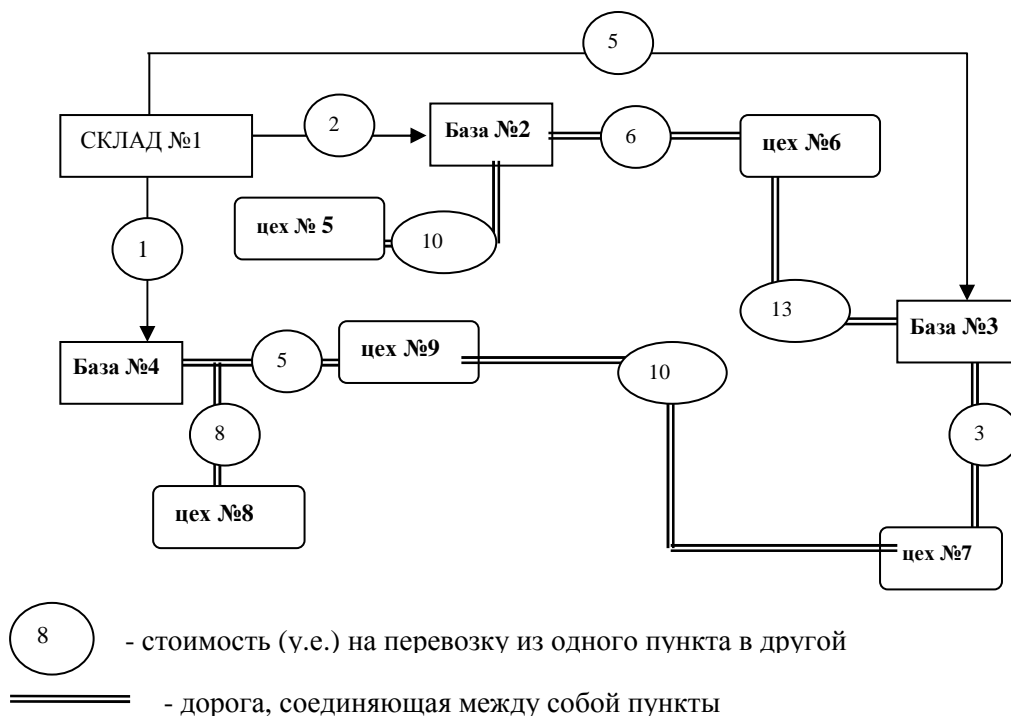 5
СКЛАД №1
2
База №2
6
цех №6
цех № 5
10
1
13
База №3
База №4
5
цех №9
10
8
3
цех №8
цех №7
8 - стоимость (у.е.) на перевозку из одного пункта в другой
- дорога, соединяющая между собой пункты